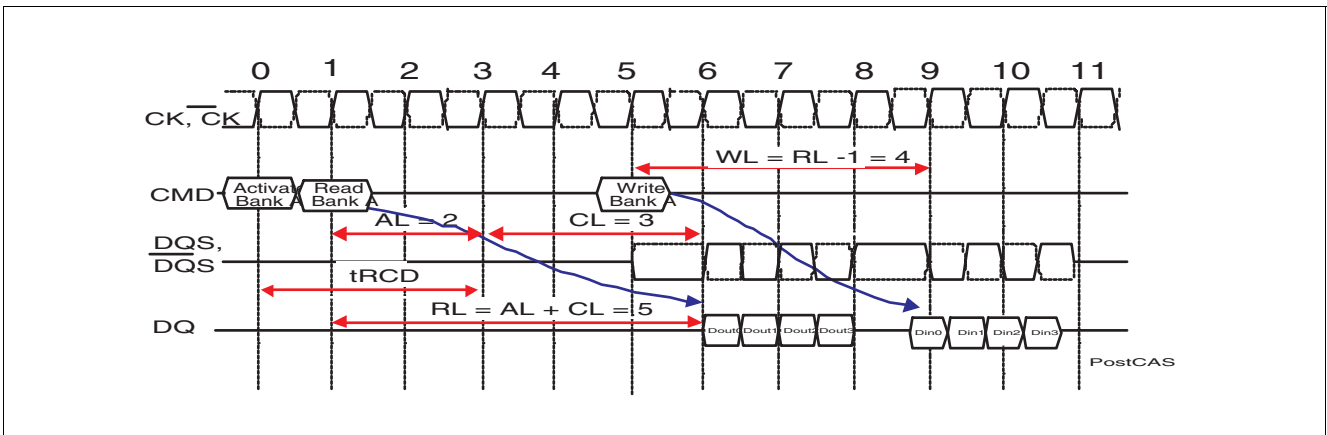 0 1 2 3 4 5 6 7 8 9 10 11
CK, CK
WL = RL -1 = 4
CMD
Activat
Bank
Read
Bank A
Write
Bank A
AL = 2
CL = 3
DQS,
DQS
tRCD
RL = AL + CL = 5
DQ
Dout0 Dout1 Dout2 Dout3
Din0 Din1 Din2 Din3
PostCAS